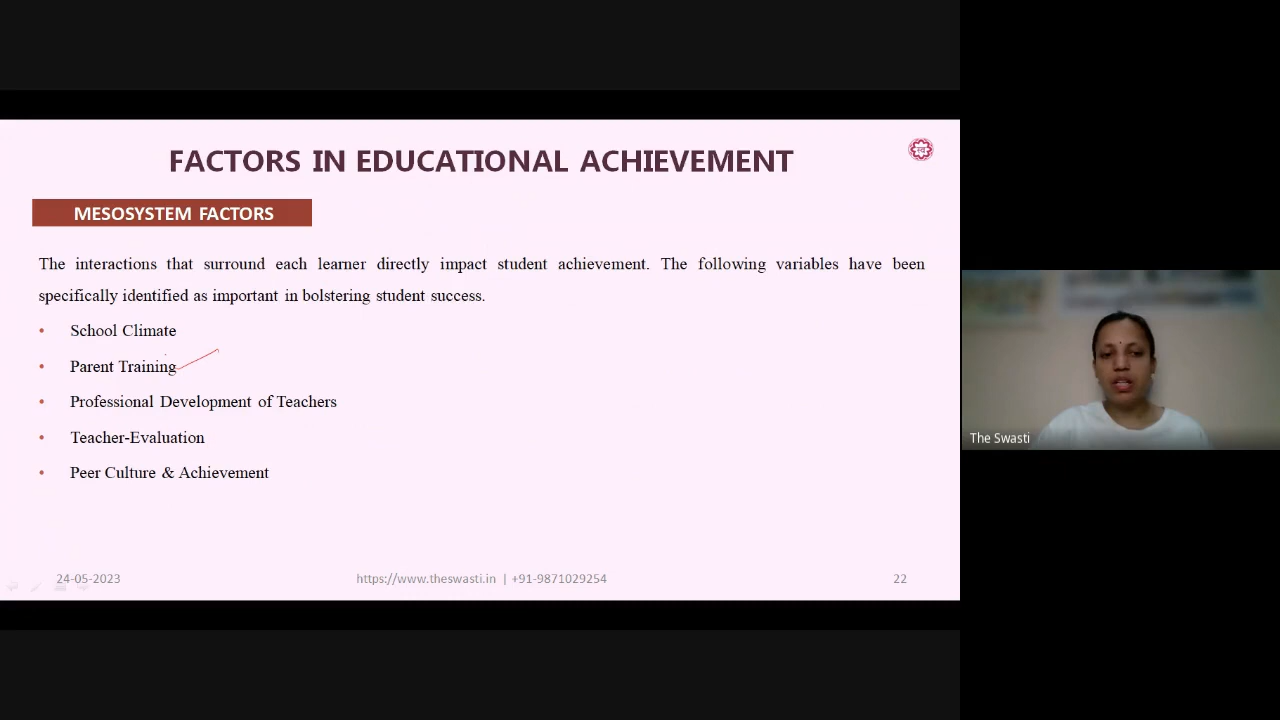 FACTORS IN EDUCATIONAL ACHIEVEMENT
MESOSYSTEM FACTORS
The interactions that surround each learner directly impact student achievement. The following variables have been
specifically identified as important in bolstering student success.
• School Climate
• Parent Training
• Professional Development of Teachers
• Teacher-Evaluation
• Peer Culture & Achievement
24-05-2023
https://www.theswasti.in | +91-9871029254
22
The Swasti